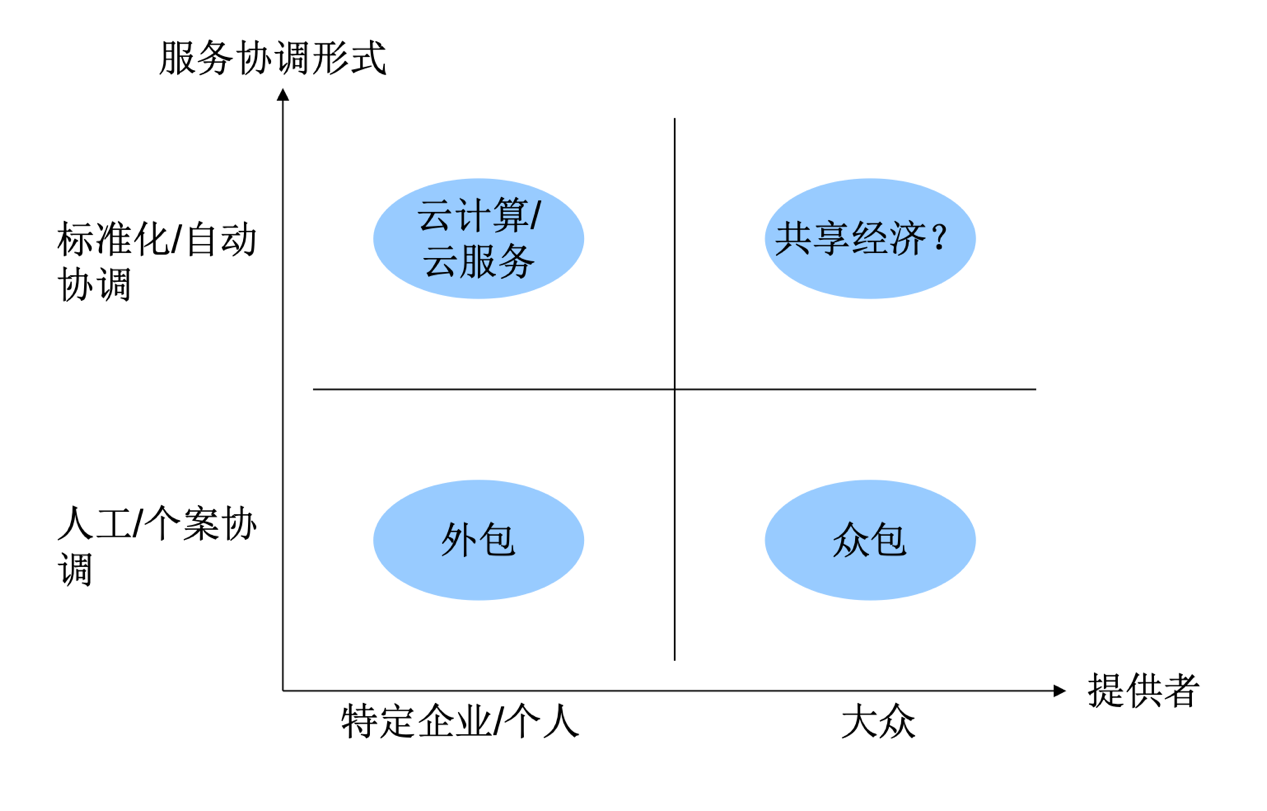 服务协调形式
标准化/自动
协调
云计算/
云服务
共享经济？
人工/个案协
调
外包
众包
提供者
特定企业/个人
大众